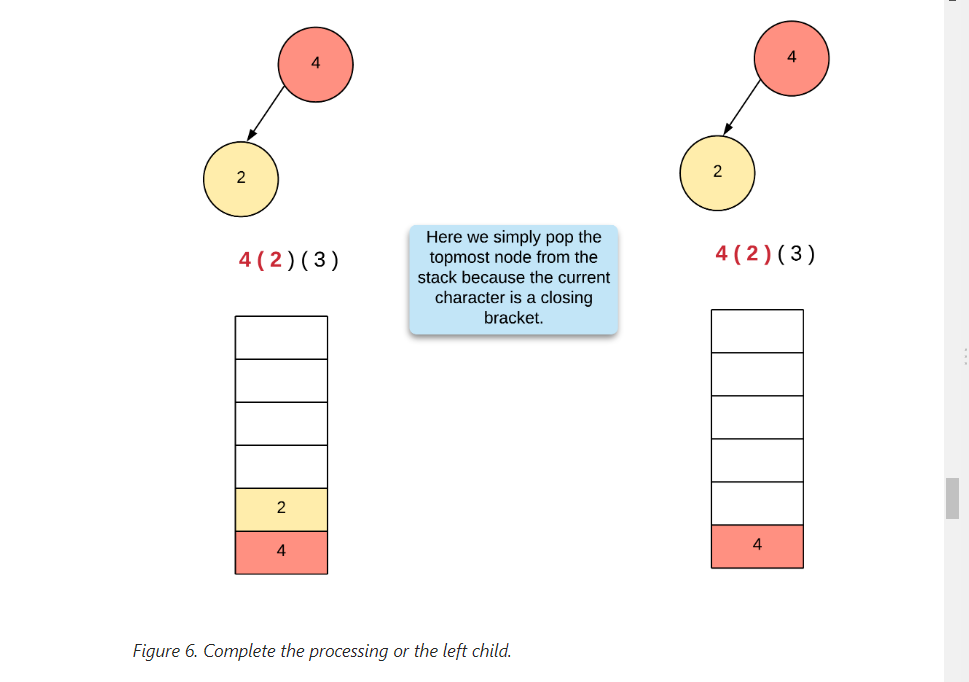 4
4
2
2
4(2)(3)
Here we simply pop the
topmost node from the
stack because the current
character is a closing
bracket.
4(2)(3)
2
4
4
Figure 6. Complete the processing or the left child.